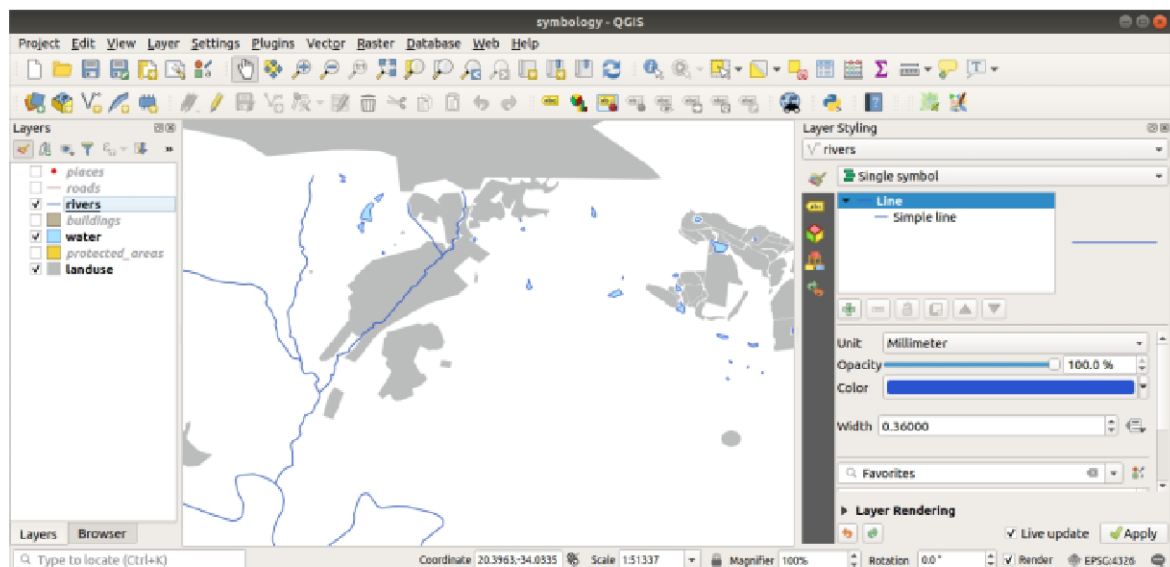 symbology - QGIS
Project Edit View Layer Settings Plugins Vector Raster Database Web Help
Layers
places
roads
rivers
buildings
water
protected_areas
landuse
Layers Browser
Layer Styling
rivers
Single symbol
Line
Simple line
Unit Millimeter
Opacity 100.0 %
Color
Width 0.36000
Favorites
Layer Rendering
Live update Apply
Type to locate (Ctrl+K) Coordinate 20.3963,-34.0335 Scale 1:51337 Magnifier 100% Rotation 0.0 ° Render EPSG:4326